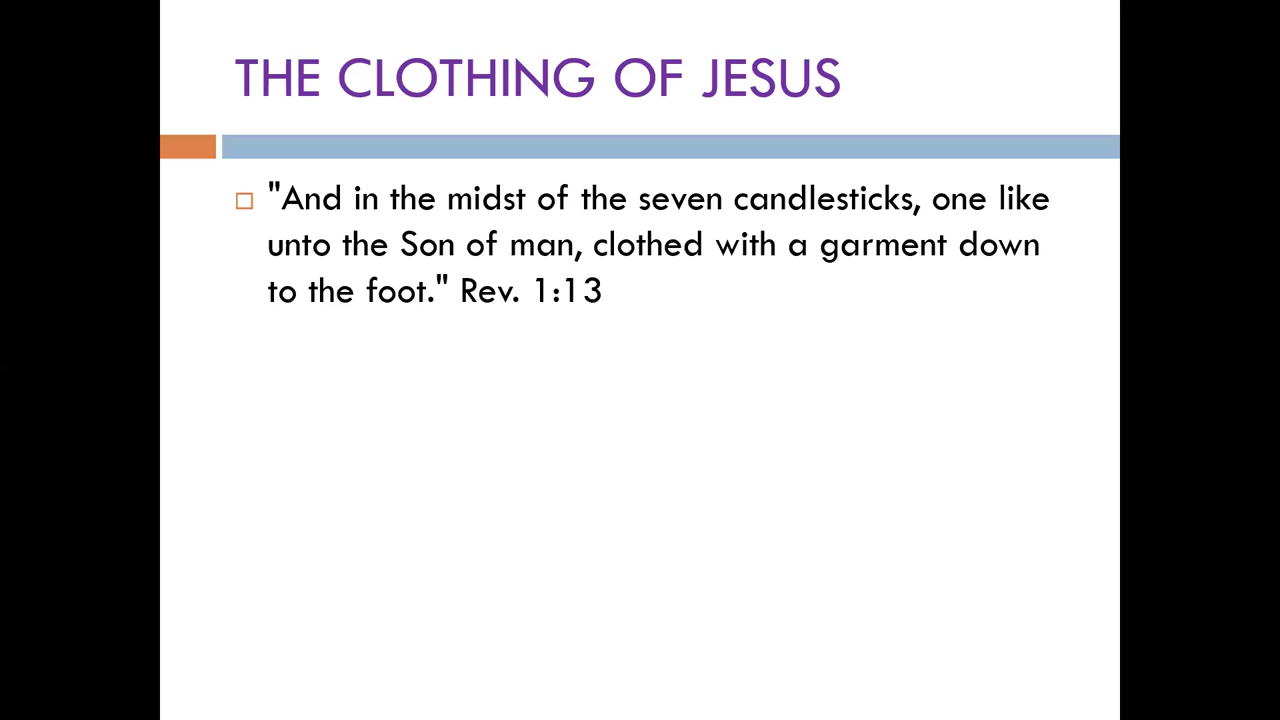 THE CLOTHING OF JESUS
"And in the midst of the seven candlesticks, one like
unto the Son of man, clothed with a garment down
to the foot." Rev. 1:13